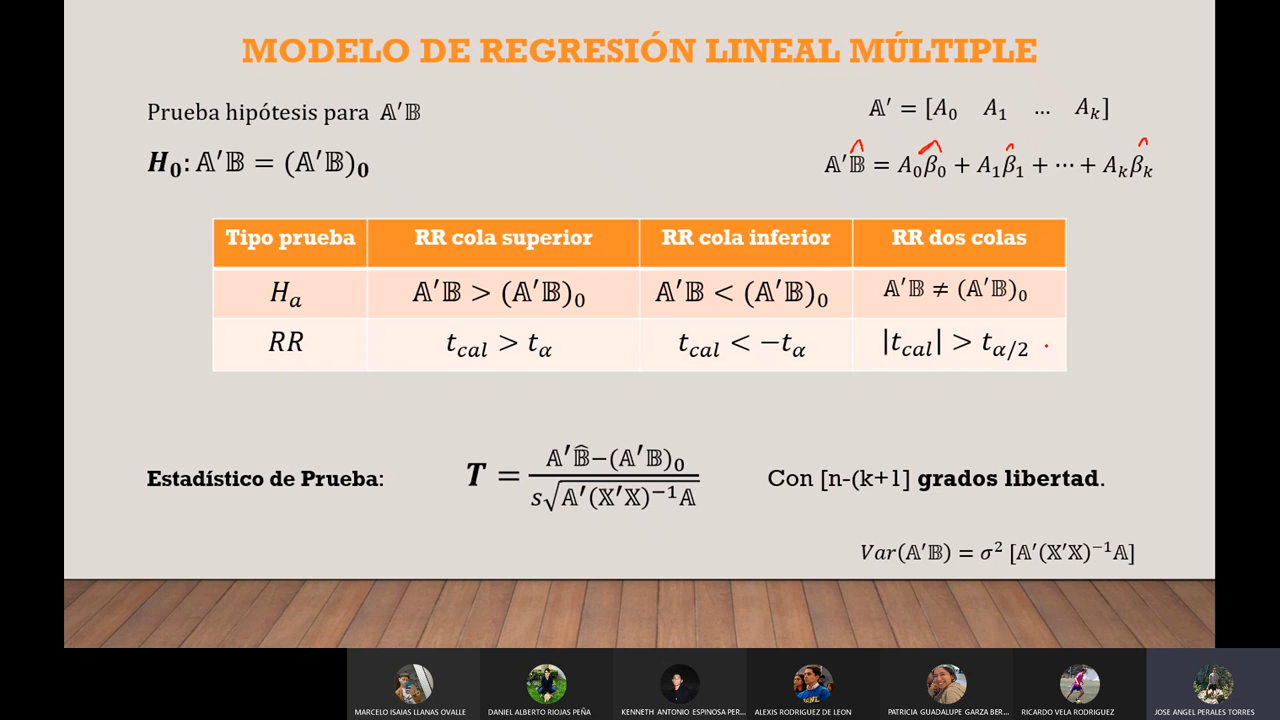 MODELO DE REGRESIÓN LINEAL MÚLTIPLE
Prueba hipótesis para 𝔸′𝔹
𝔸′ = [A₀ A₁ … Aₖ]
H₀: 𝔸′𝔹 = (𝔸′𝔹)₀
𝔸′𝔹̂ = A₀β̂₀ + A₁β̂₁ + ⋯ + Aₖβ̂ₖ
Tipo prueba RR cola superior RR cola inferior RR dos colas
Hₐ 𝔸′𝔹 > (𝔸′𝔹)₀ 𝔸′𝔹 < (𝔸′𝔹)₀ 𝔸′𝔹 ≠ (𝔸′𝔹)₀
RR t_cal > t_α t_cal < −t_α |t_cal| > t_α/2
Estadístico de Prueba: T = (𝔸′𝔹̂−(𝔸′𝔹)₀) / (s√(𝔸′(𝕏′𝕏)⁻¹𝔸)) Con [n-(k+1] grados libertad.
Var(𝔸′𝔹) = σ² [𝔸′(𝕏′𝕏)⁻¹𝔸]
MARCELO ISAIAS LLANAS OVALLE
DANIEL ALBERTO RIOJAS PEÑA
KENNETH ANTONIO ESPINOSA PER...
ALEXIS RODRIGUEZ DE LEON
PATRICIA GUADALUPE GARZA BER...
RICARDO VELA RODRIGUEZ
JOSE ANGEL PERALES TORRES